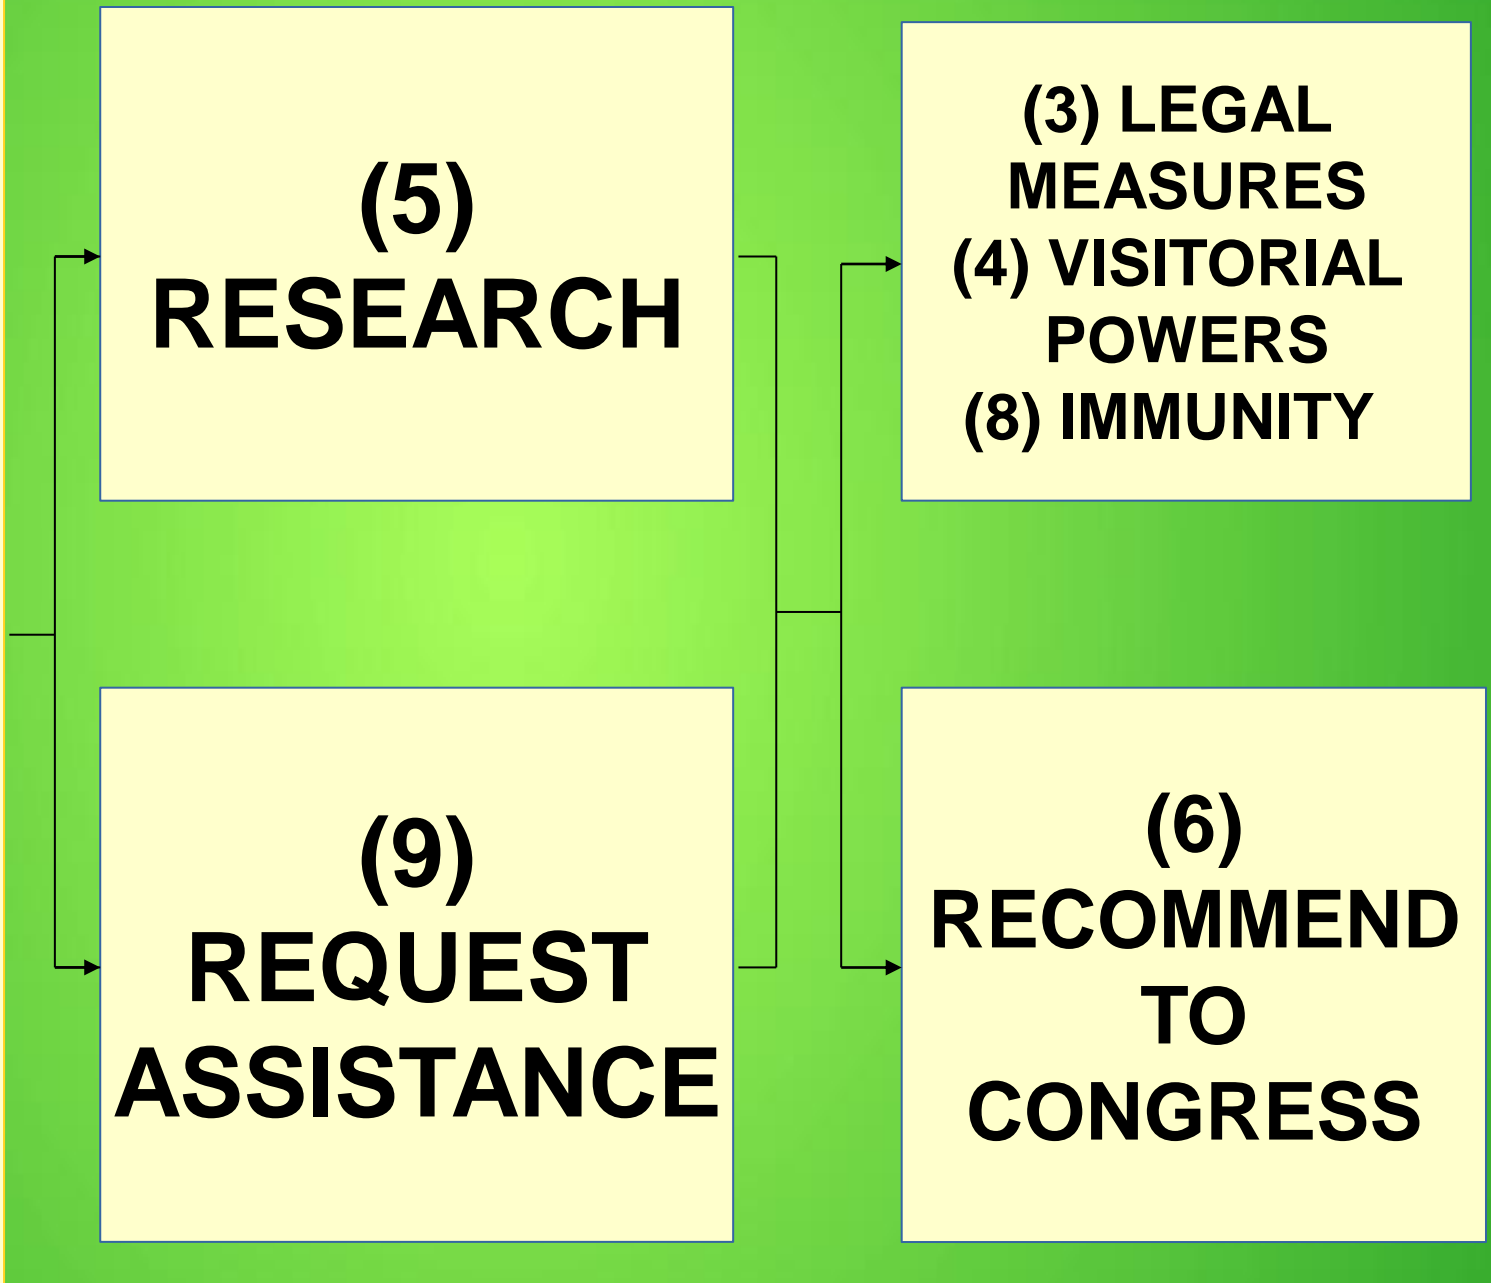 (5)
RESEARCH
(3) LEGAL
MEASURES
(4) VISITORIAL
POWERS
(8) IMMUNITY
(9)
REQUEST
ASSISTANCE
(6)
RECOMMEND
TO
CONGRESS